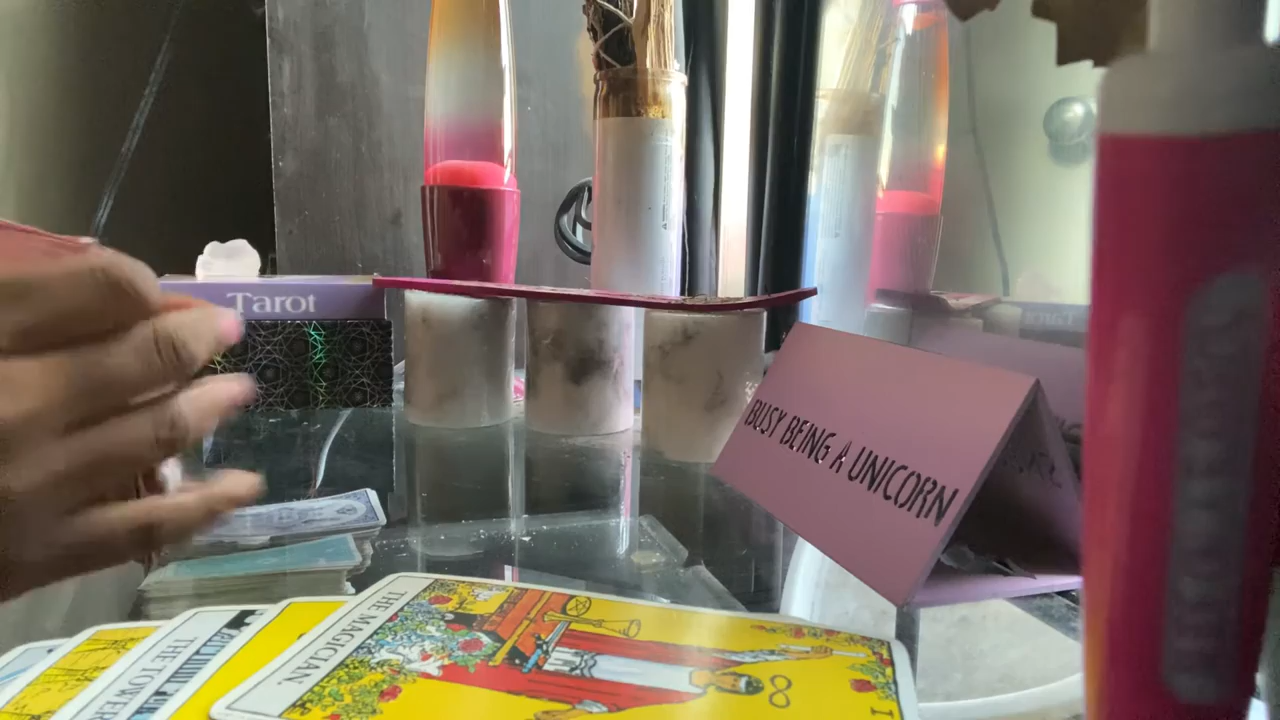 Tarot
BUSY BEING A UNICORN
THE MAGICIAN.
I
THE TOWER